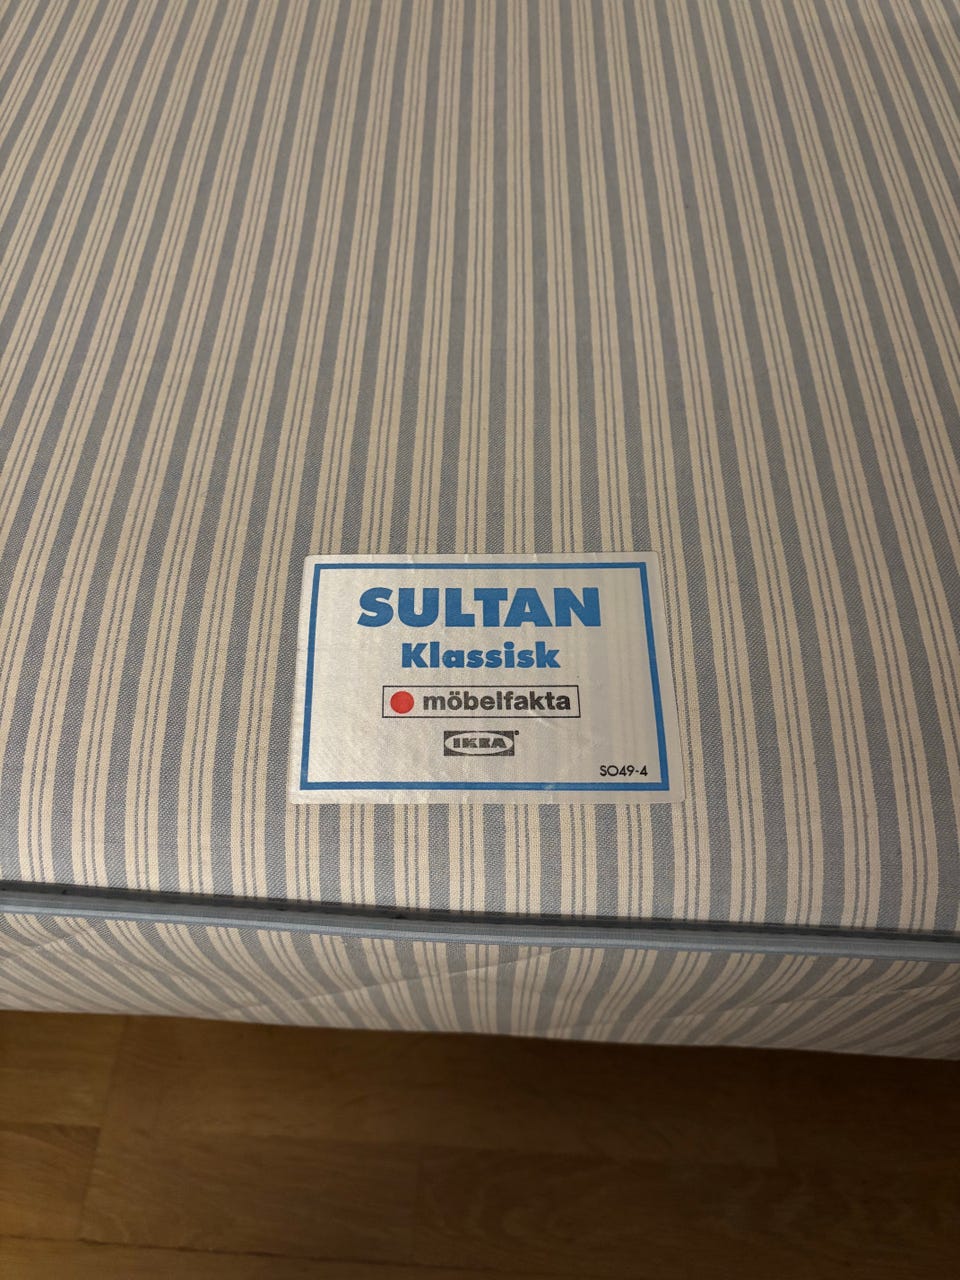 SULTAN
Klassisk
möbelfakta
IKEA®
SO49-4